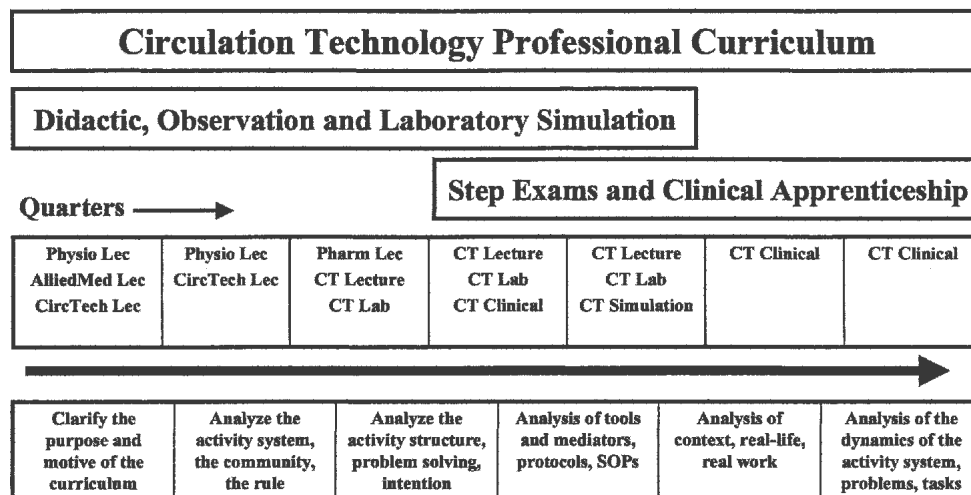 Circulation Technology Professional Curriculum
Didactic, Observation and Laboratory Simulation
Step Exams and Clinical Apprenticeship
Quarters
Physio Lec
AlliedMed Lec
CircTech Lec
Physio Lec
CircTech Lec
Pharm Lec
CT Lecture
CT Lab
CT Lecture
CT Lab
CT Clinical
CT Lecture
CT Lab
CT Simulation
CT Clinical
CT Clinical
Clarify the
purpose and
motive of the
curriculum
Analyze the
activity system,
the community,
the rule
Analyze the
activity structure,
problem solving,
intention
Analysis of tools
and mediators,
protocols, SOPs
Analysis of
context, real-life,
real work
Analysis of the
dynamics of the
activity system,
problems, tasks